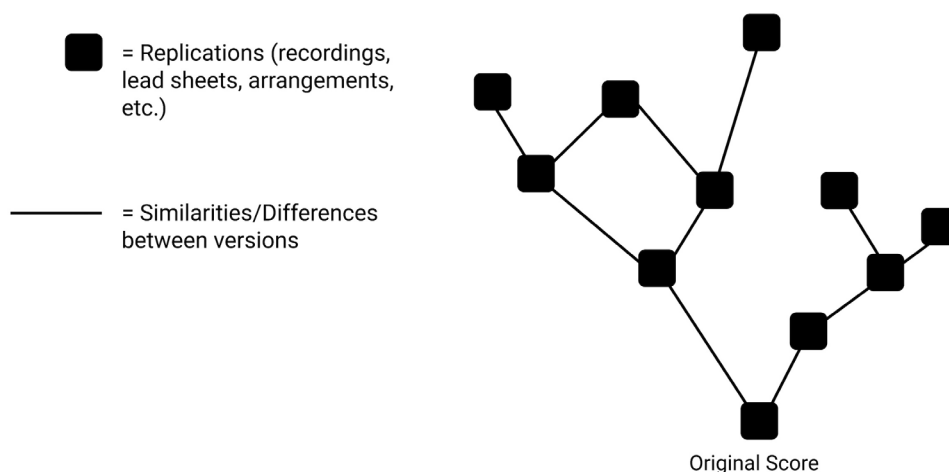 = Replications (recordings,
lead sheets, arrangements,
etc.)
= Similarities/Differences
between versions
Original Score